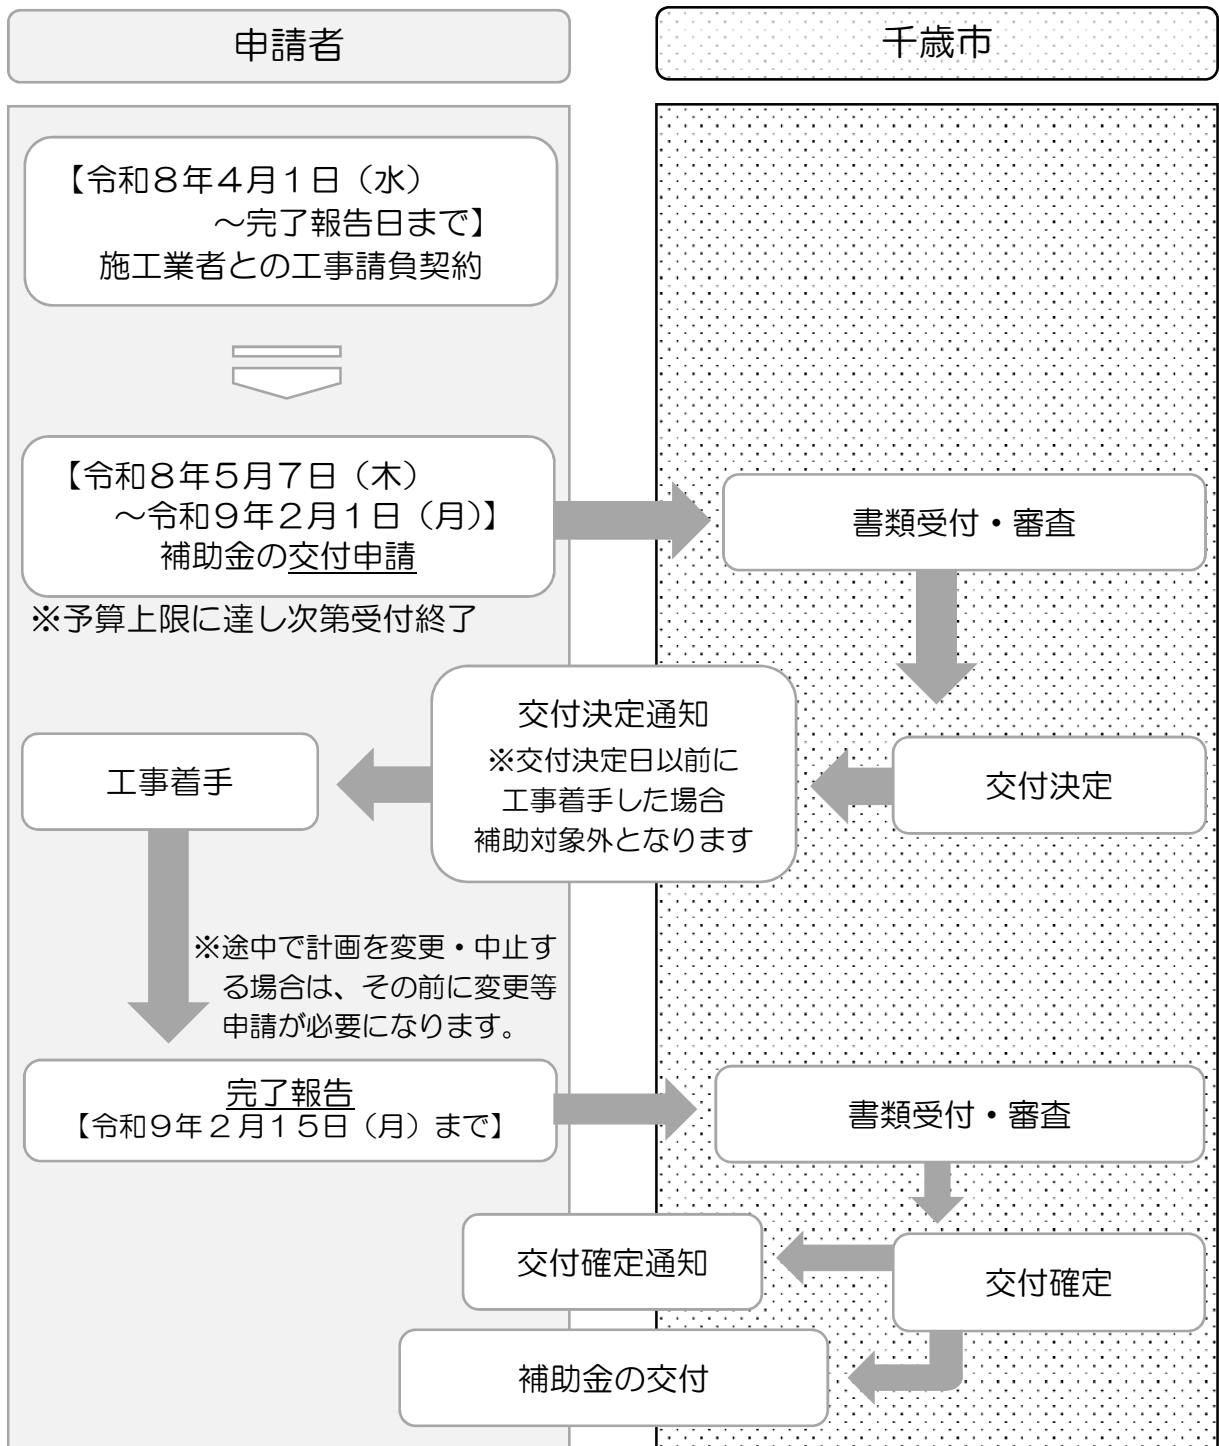 申請者
千歳市
【令和８年４月１日（水）
～完了報告日まで】
施工業者との工事請負契約
【令和８年５月７日（木）
～令和９年２月１日（月）】
補助金の交付申請
※予算上限に達し次第受付終了
書類受付・審査
交付決定
交付決定通知
※交付決定日以前に
工事着手した場合
補助対象外となります
工事着手
※途中で計画を変更・中止す
る場合は、その前に変更等
申請が必要になります。
完了報告
【令和９年２月１５日（月）まで】
書類受付・審査
交付確定
交付確定通知
補助金の交付